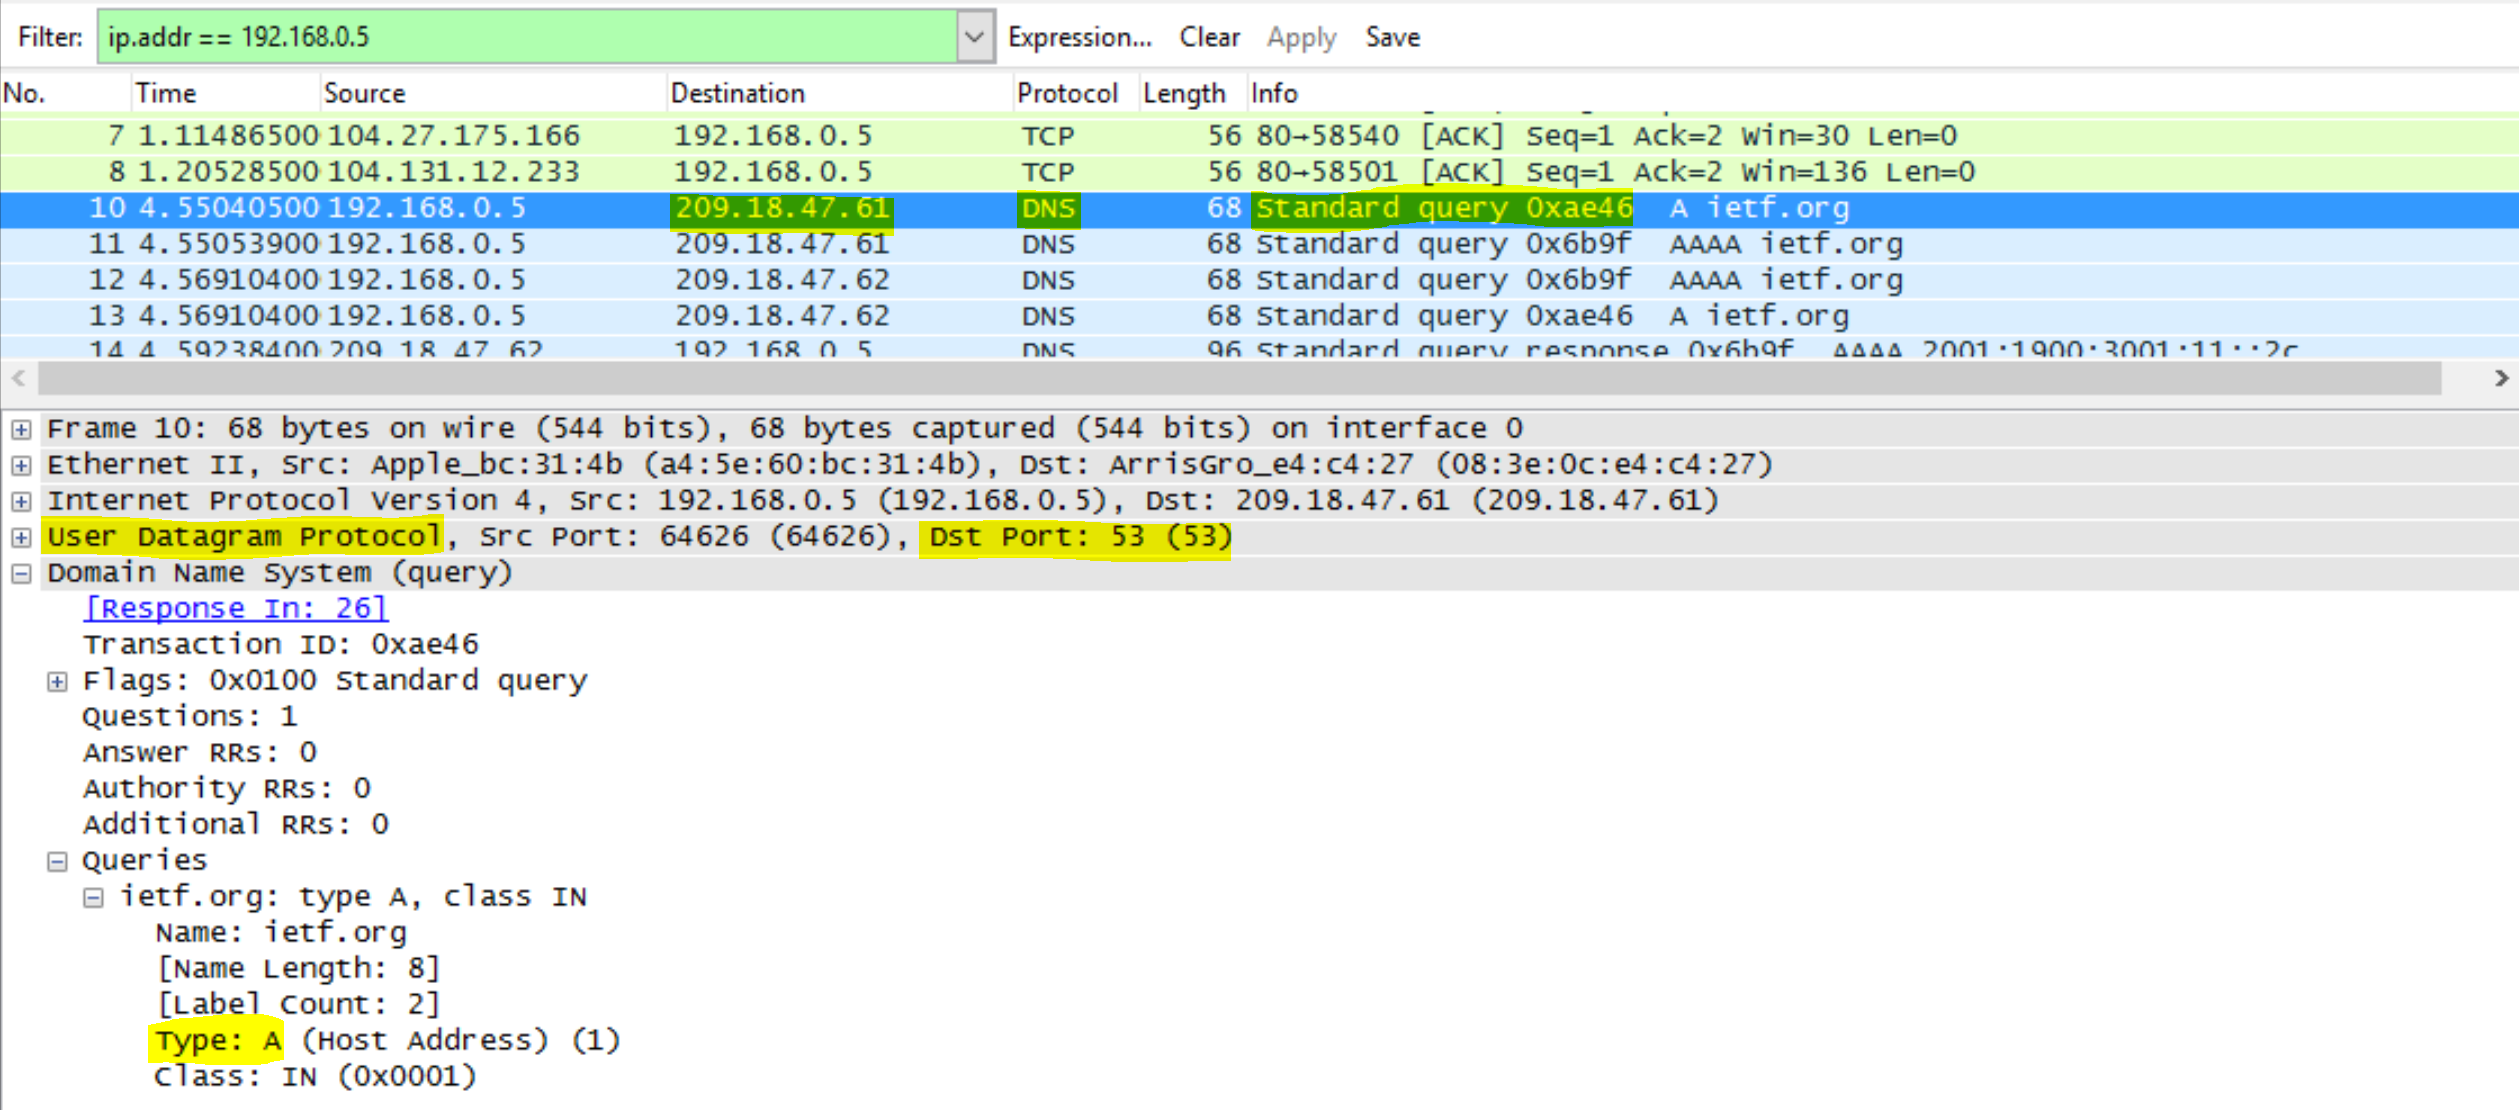 Filter: ip.addr == 192.168.0.5 Expression... Clear Apply Save
No. Time Source Destination Protocol Length Info
7 1.11486500 104.27.175.166 192.168.0.5 TCP 56 80→58540 [ACK] Seq=1 Ack=2 Win=30 Len=0
8 1.20528500 104.131.12.233 192.168.0.5 TCP 56 80→58501 [ACK] Seq=1 Ack=2 Win=136 Len=0
10 4.55040500 192.168.0.5 209.18.47.61 DNS 68 Standard query 0xae46 A ietf.org
11 4.55053900 192.168.0.5 209.18.47.61 DNS 68 Standard query 0x6b9f AAAA ietf.org
12 4.56910400 192.168.0.5 209.18.47.62 DNS 68 Standard query 0x6b9f AAAA ietf.org
13 4.56910400 192.168.0.5 209.18.47.62 DNS 68 Standard query 0xae46 A ietf.org
14 4.59238400 209.18.47.62 192.168.0.5 DNS 96 Standard query response 0x6b9f AAAA 2001:1900:3001:11::2c
Frame 10: 68 bytes on wire (544 bits), 68 bytes captured (544 bits) on interface 0
Ethernet II, Src: Apple_bc:31:4b (a4:5e:60:bc:31:4b), Dst: ArrisGro_e4:c4:27 (08:3e:0c:e4:c4:27)
Internet Protocol Version 4, Src: 192.168.0.5 (192.168.0.5), Dst: 209.18.47.61 (209.18.47.61)
User Datagram Protocol, Src Port: 64626 (64626), Dst Port: 53 (53)
Domain Name System (query)
[Response In: 26]
Transaction ID: 0xae46
Flags: 0x0100 Standard query
Questions: 1
Answer RRs: 0
Authority RRs: 0
Additional RRs: 0
Queries
ietf.org: type A, class IN
Name: ietf.org
[Name Length: 8]
[Label Count: 2]
Type: A (Host Address) (1)
Class: IN (0x0001)